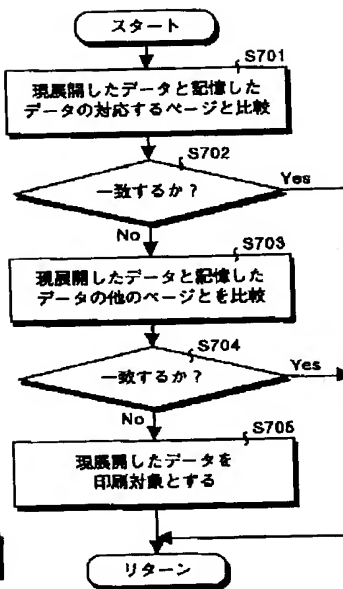 スタート
S701
現展開したデータと記憶した
データの対応するページと比較
S702
一致するか？
Yes
No
S703
現展開したデータと記憶した
データの他のページとを比較
S704
一致するか？
Yes
No
S705
現展開したデータを
印刷対象とする
リターン